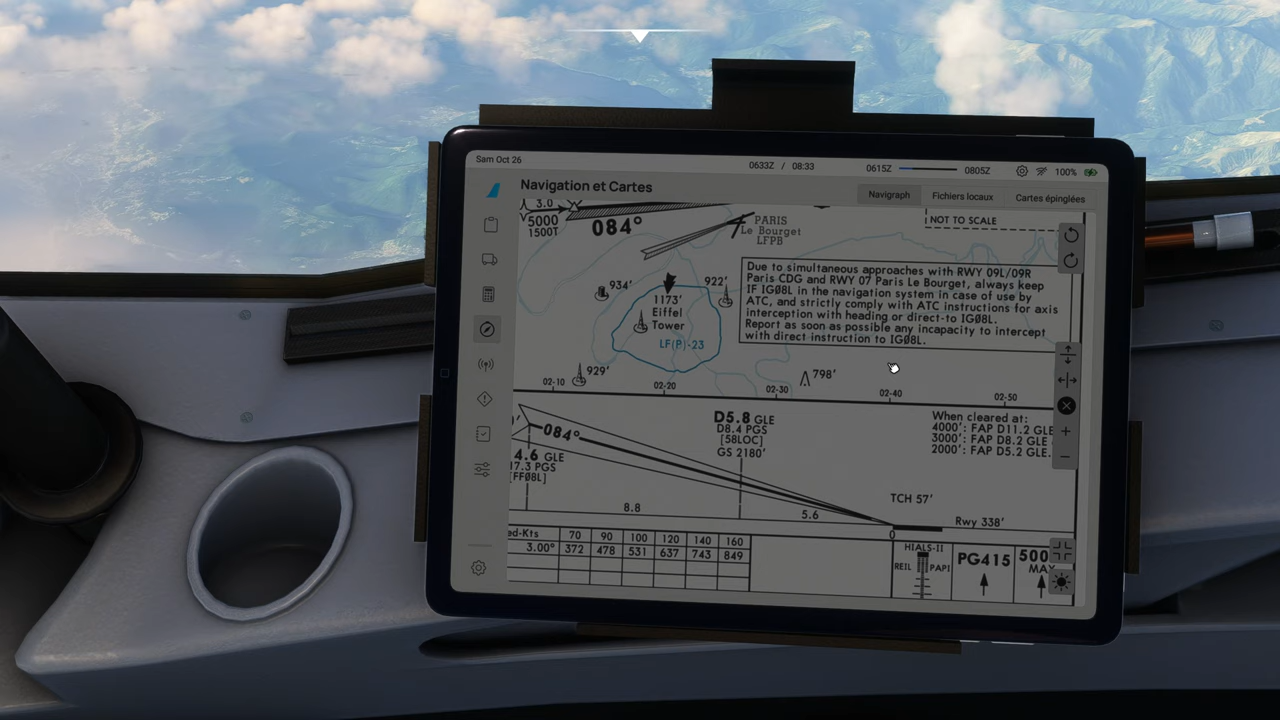 Sam Oct 26
0633Z / 08:33
0615Z
0805Z
100%
Navigation et Cartes
Navigraph
Fichiers locaux
Cartes épinglées
3.0
5000
1500T
084°
PARIS
Le Bourget
LFPB
NOT TO SCALE
Due to simultaneous approaches with RWY 09L/09R
Paris CDG and RWY 07 Paris Le Bourget, always keep
IF IGØ8L in the navigation system in case of use by
ATC, and strictly comply with ATC instructions for axis
interception with heading or direct-to IGØ8L.
Report as soon as possible any incapacity to intercept
with direct instruction to IGØ8L.
934'
922'
1173'
Eiffel
Tower
LF(P)-23
929'
798'
02-10
02-20
02-30
02-40
02-50
084°
4.6 GLE
17.3 PGS
[FFØ8L]
D5.8 GLE
D8.4 PGS
[58LOC]
GS 2180'
When cleared at:
4000': FAP D11.2 GLE
3000': FAP D8.2 GLE
2000': FAP D5.2 GLE.
TCH 57'
Rwy 338'
8.8
5.6
0
ed-Kts 70 90 100 120 140 160
3.00° 372 478 531 637 743 849
HIALS-II
REIL
PAPI
PG415
500
MAX